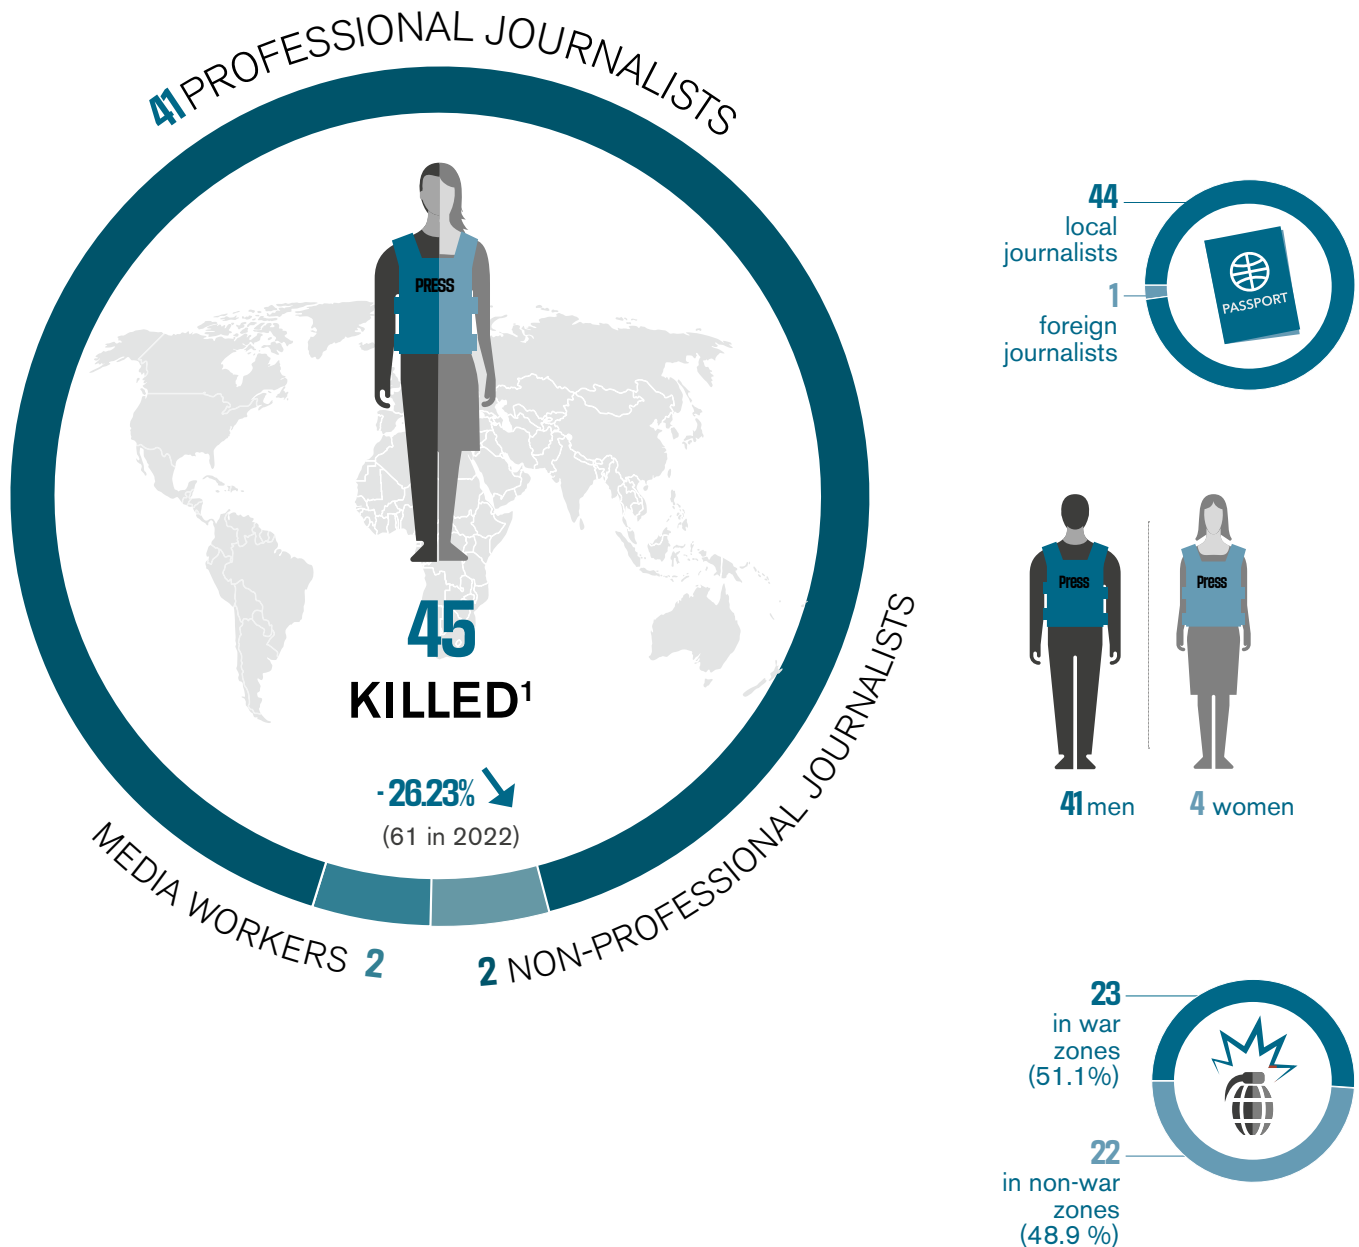 41 PROFESSIONAL JOURNALISTS
PRESS
45
KILLED¹
- 26.23%
(61 in 2022)
MEDIA WORKERS 2
2 NON-PROFESSIONAL JOURNALISTS
44
local
journalists
1
foreign
journalists
PASSPORT
Press
Press
41 men
4 women
23
in war
zones
(51.1%)
22
in non-war
zones
(48.9 %)